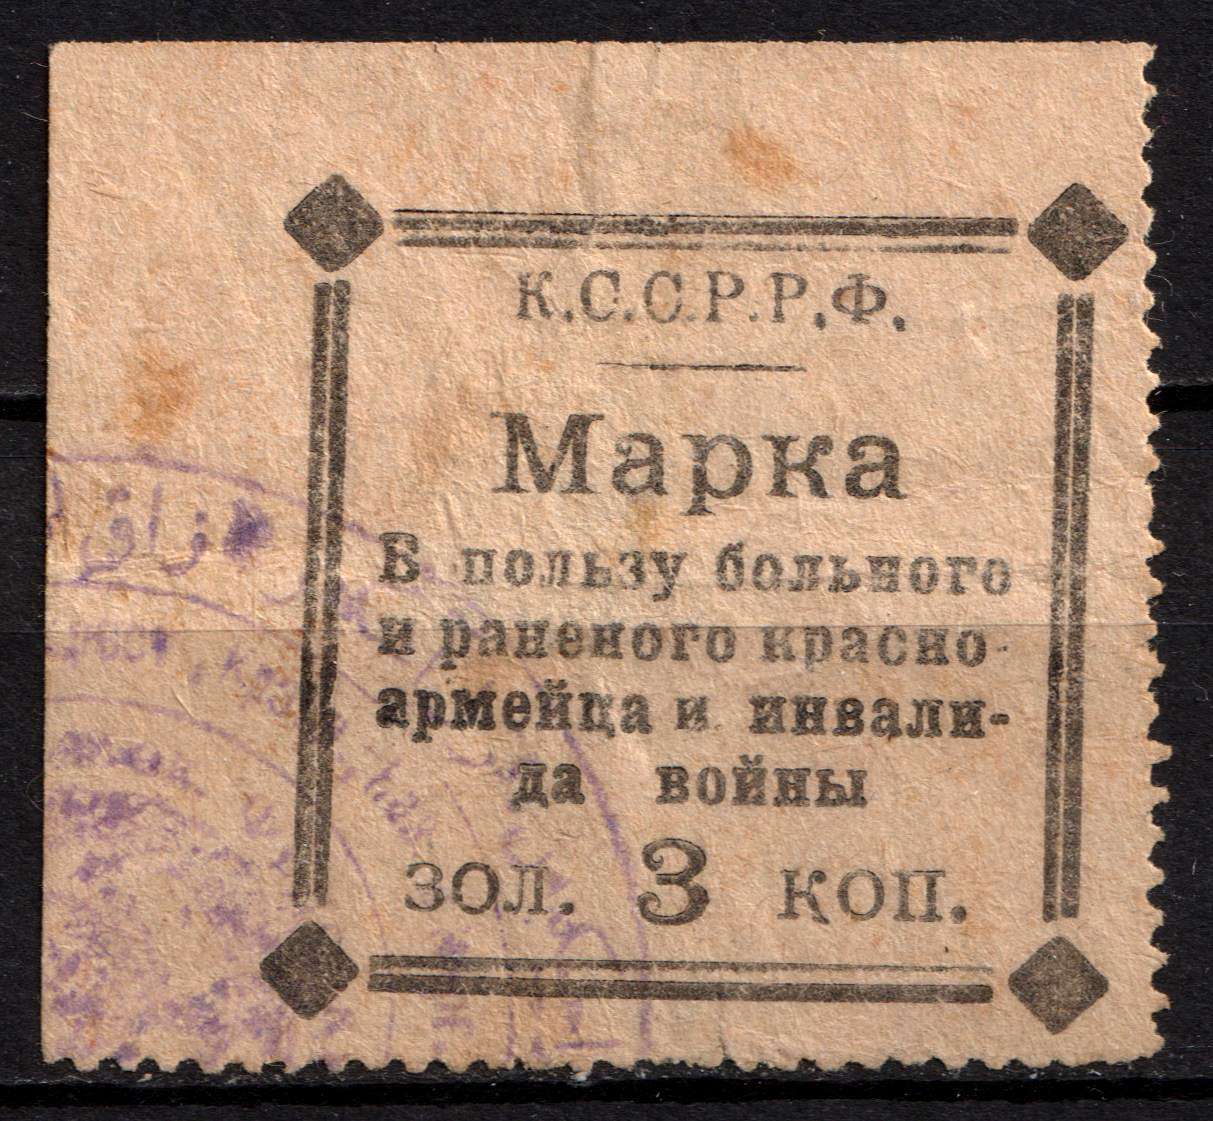 К.С.С.Р.Р.Ф.
Марка
В пользу больного
и раненого красно-
армейца и инвали-
да войны
зол. 3 коп.